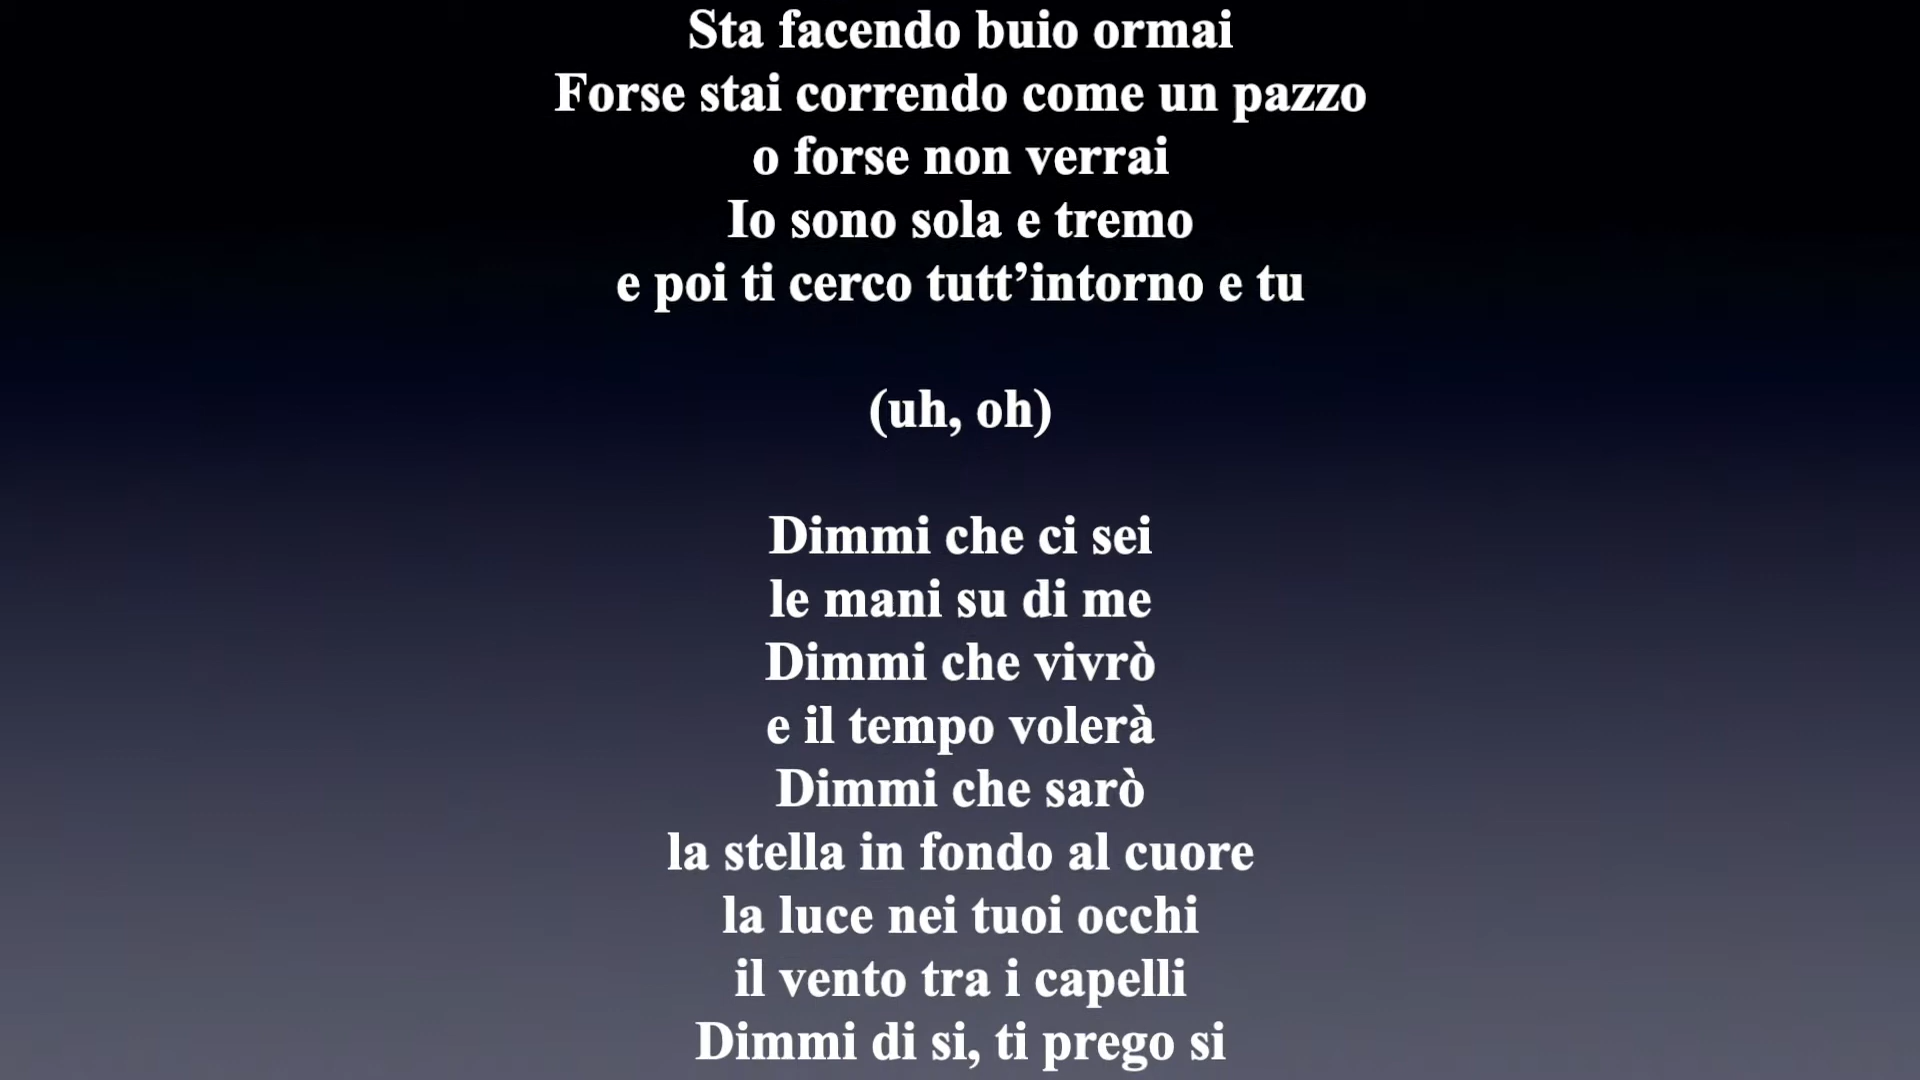 Sta facendo buio ormai
Forse stai correndo come un pazzo
o forse non verrai
Io sono sola e tremo
e poi ti cerco tutt’intorno e tu
(uh, oh)
Dimmi che ci sei
le mani su di me
Dimmi che vivrò
e il tempo volerà
Dimmi che sarò
la stella in fondo al cuore
la luce nei tuoi occhi
il vento tra i capelli
Dimmi di si, ti prego si